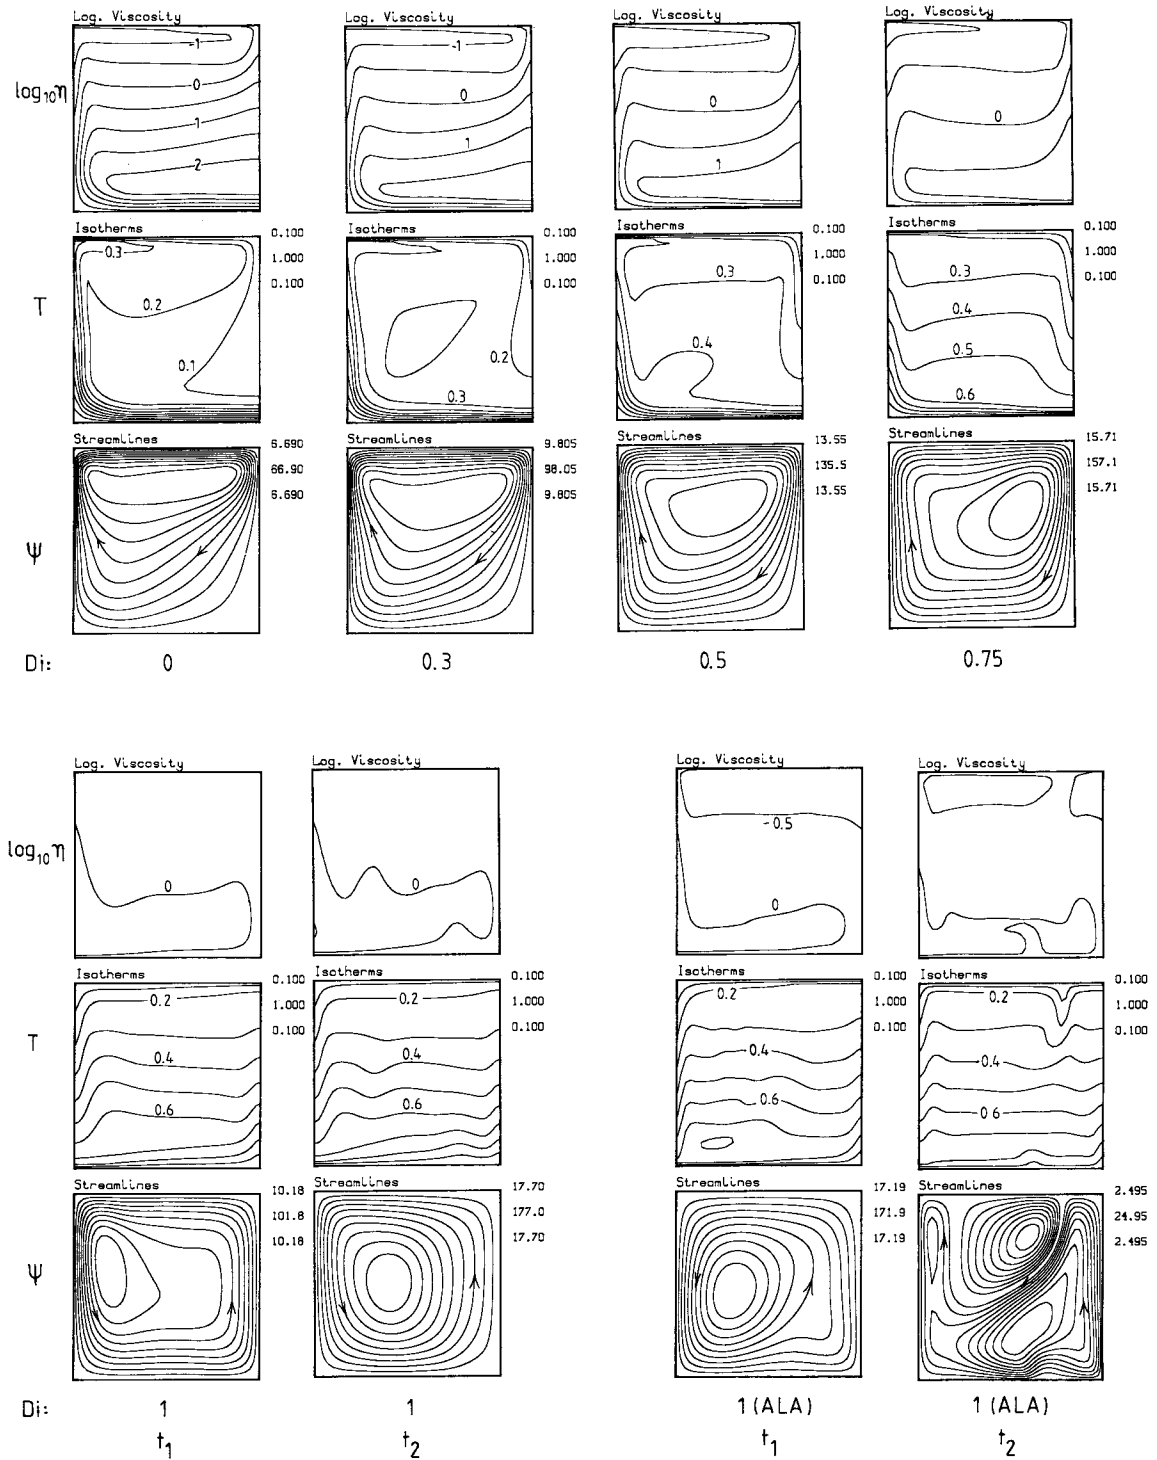 Log. Viscosity Log. Viscosity Log. Viscosity Log. Viscosity
log₁₀η -1 0 1 2 -1 0 1 0 1 0
Isotherms 0.100 Isotherms 0.100 Isotherms 0.100 Isotherms 0.100
0.3 1.000 1.000 1.000 1.000
0.100 0.100 0.3 0.100 0.3 0.100
T 0.2 0.4
0.1 0.2 0.4 0.5
0.3 0.6
Streamlines 6.690 Streamlines 9.805 Streamlines 13.55 Streamlines 15.71
66.90 98.05 135.5 157.1
6.690 9.805 13.55 15.71
Ψ
Di: 0 0.3 0.5 0.75
Log. Viscosity Log. Viscosity Log. Viscosity Log. Viscosity
log₁₀η -0.5
0 0 0
Isotherms 0.100 Isotherms 0.100 Isotherms 0.100 Isotherms 0.100
0.2 1.000 0.2 1.000 0.2 1.000 0.2 1.000
0.100 0.100 0.100 0.100
T 0.4 0.4 0.4 0.4
0.6 0.6 0.6 0.6
Streamlines 10.18 Streamlines 17.70 Streamlines 17.19 Streamlines 2.495
101.8 177.0 171.9 24.95
10.18 17.70 17.19 2.495
Ψ
Di: 1 1 1 (ALA) 1 (ALA)
t₁ t₂ t₁ t₂